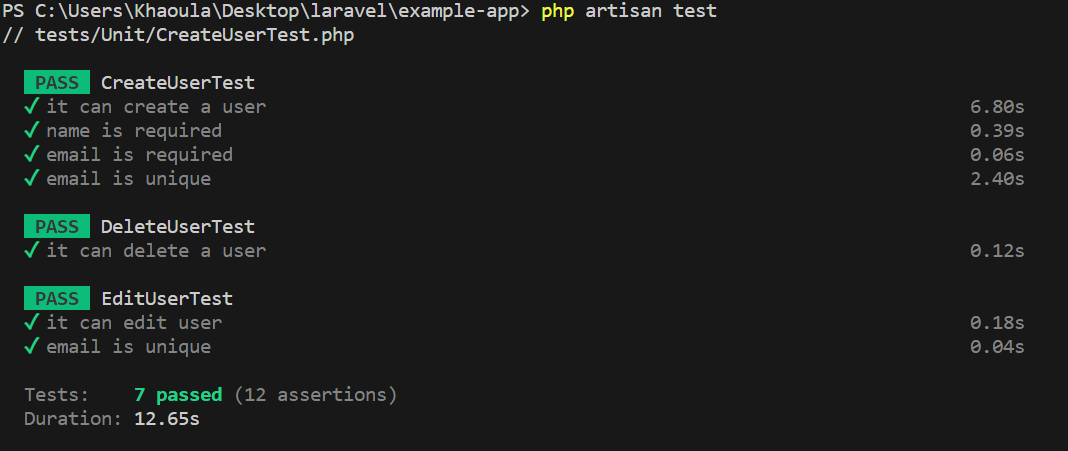 PS C:\Users\Khaoula\Desktop\laravel\example-app> php artisan test
// tests/Unit/CreateUserTest.php
PASS CreateUserTest
✓ it can create a user 6.80s
✓ name is required 0.39s
✓ email is required 0.06s
✓ email is unique 2.40s
PASS DeleteUserTest
✓ it can delete a user 0.12s
PASS EditUserTest
✓ it can edit user 0.18s
✓ email is unique 0.04s
Tests: 7 passed (12 assertions)
Duration: 12.65s